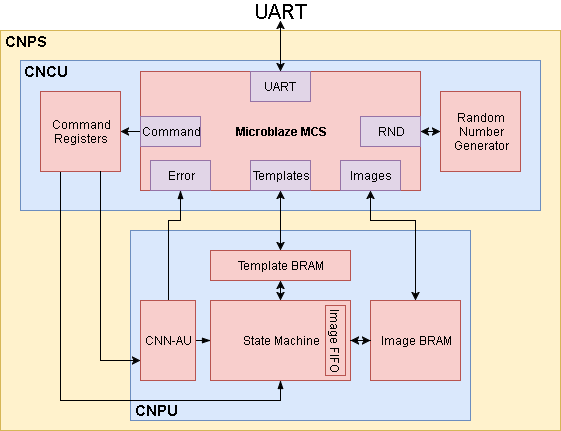 UART
CNPS
CNCU
UART
Command
Registers
Command
Microblaze MCS
RND
Random
Number
Generator
Error
Templates
Images
Template BRAM
CNN-AU
State Machine
Image FIFO
Image BRAM
CNPU